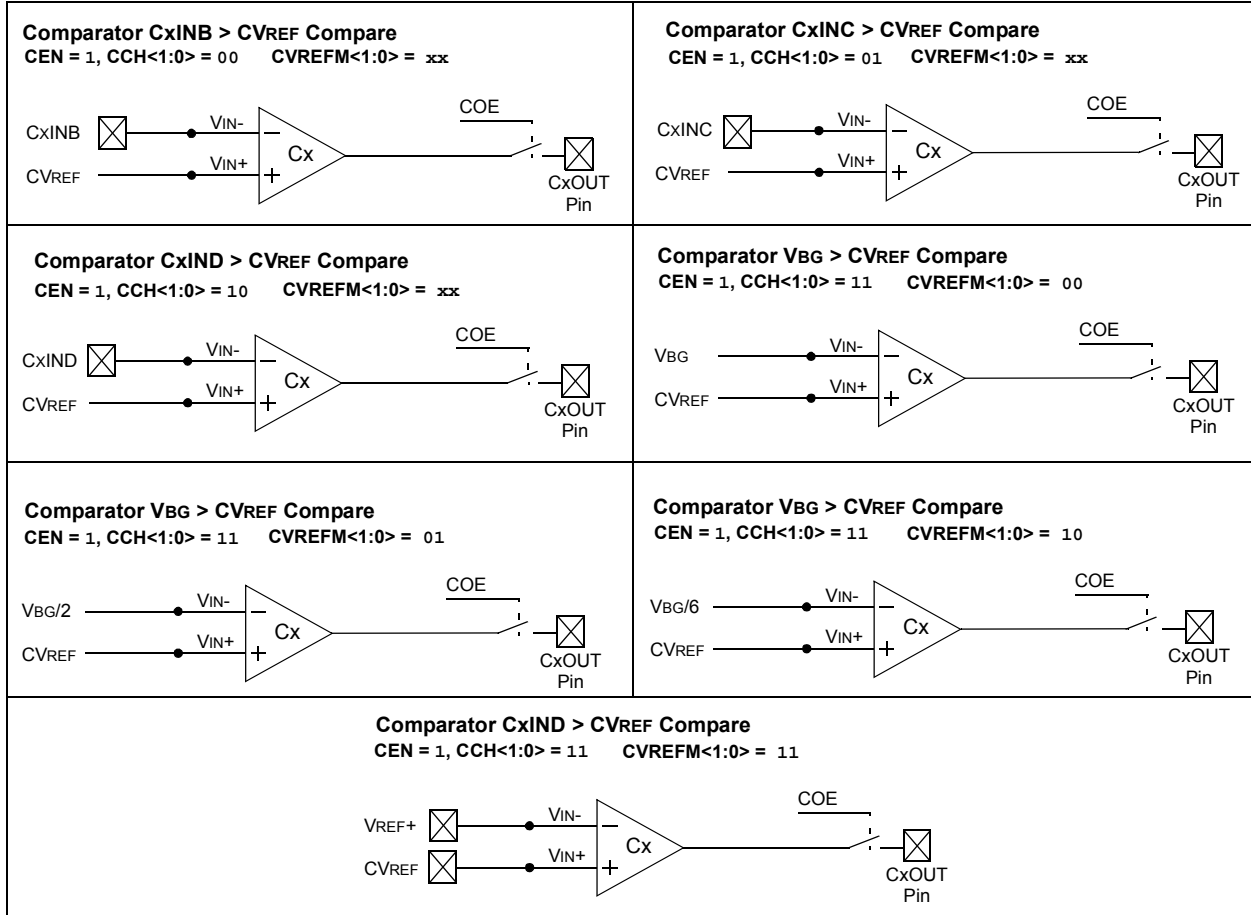 Comparator CxINB > CVREF Compare
CEN = 1, CCH<1:0> = 00 CVREFM<1:0> = xx
COE
CxINB
VIN-
Cx
CVREF
VIN+
CxOUT
Pin
Comparator CxINC > CVREF Compare
CEN = 1, CCH<1:0> = 01 CVREFM<1:0> = xx
COE
CxINC
VIN-
Cx
CVREF
VIN+
CxOUT
Pin
Comparator CxIND > CVREF Compare
CEN = 1, CCH<1:0> = 10 CVREFM<1:0> = xx
COE
CxIND
VIN-
Cx
CVREF
VIN+
CxOUT
Pin
Comparator VBG > CVREF Compare
CEN = 1, CCH<1:0> = 11 CVREFM<1:0> = 00
COE
VBG
VIN-
Cx
CVREF
VIN+
CxOUT
Pin
Comparator VBG > CVREF Compare
CEN = 1, CCH<1:0> = 11 CVREFM<1:0> = 01
COE
VBG/2
VIN-
Cx
CVREF
VIN+
CxOUT
Pin
Comparator VBG > CVREF Compare
CEN = 1, CCH<1:0> = 11 CVREFM<1:0> = 10
COE
VBG/6
VIN-
Cx
CVREF
VIN+
CxOUT
Pin
Comparator CxIND > CVREF Compare
CEN = 1, CCH<1:0> = 11 CVREFM<1:0> = 11
COE
VREF+
VIN-
Cx
CVREF
VIN+
CxOUT
Pin